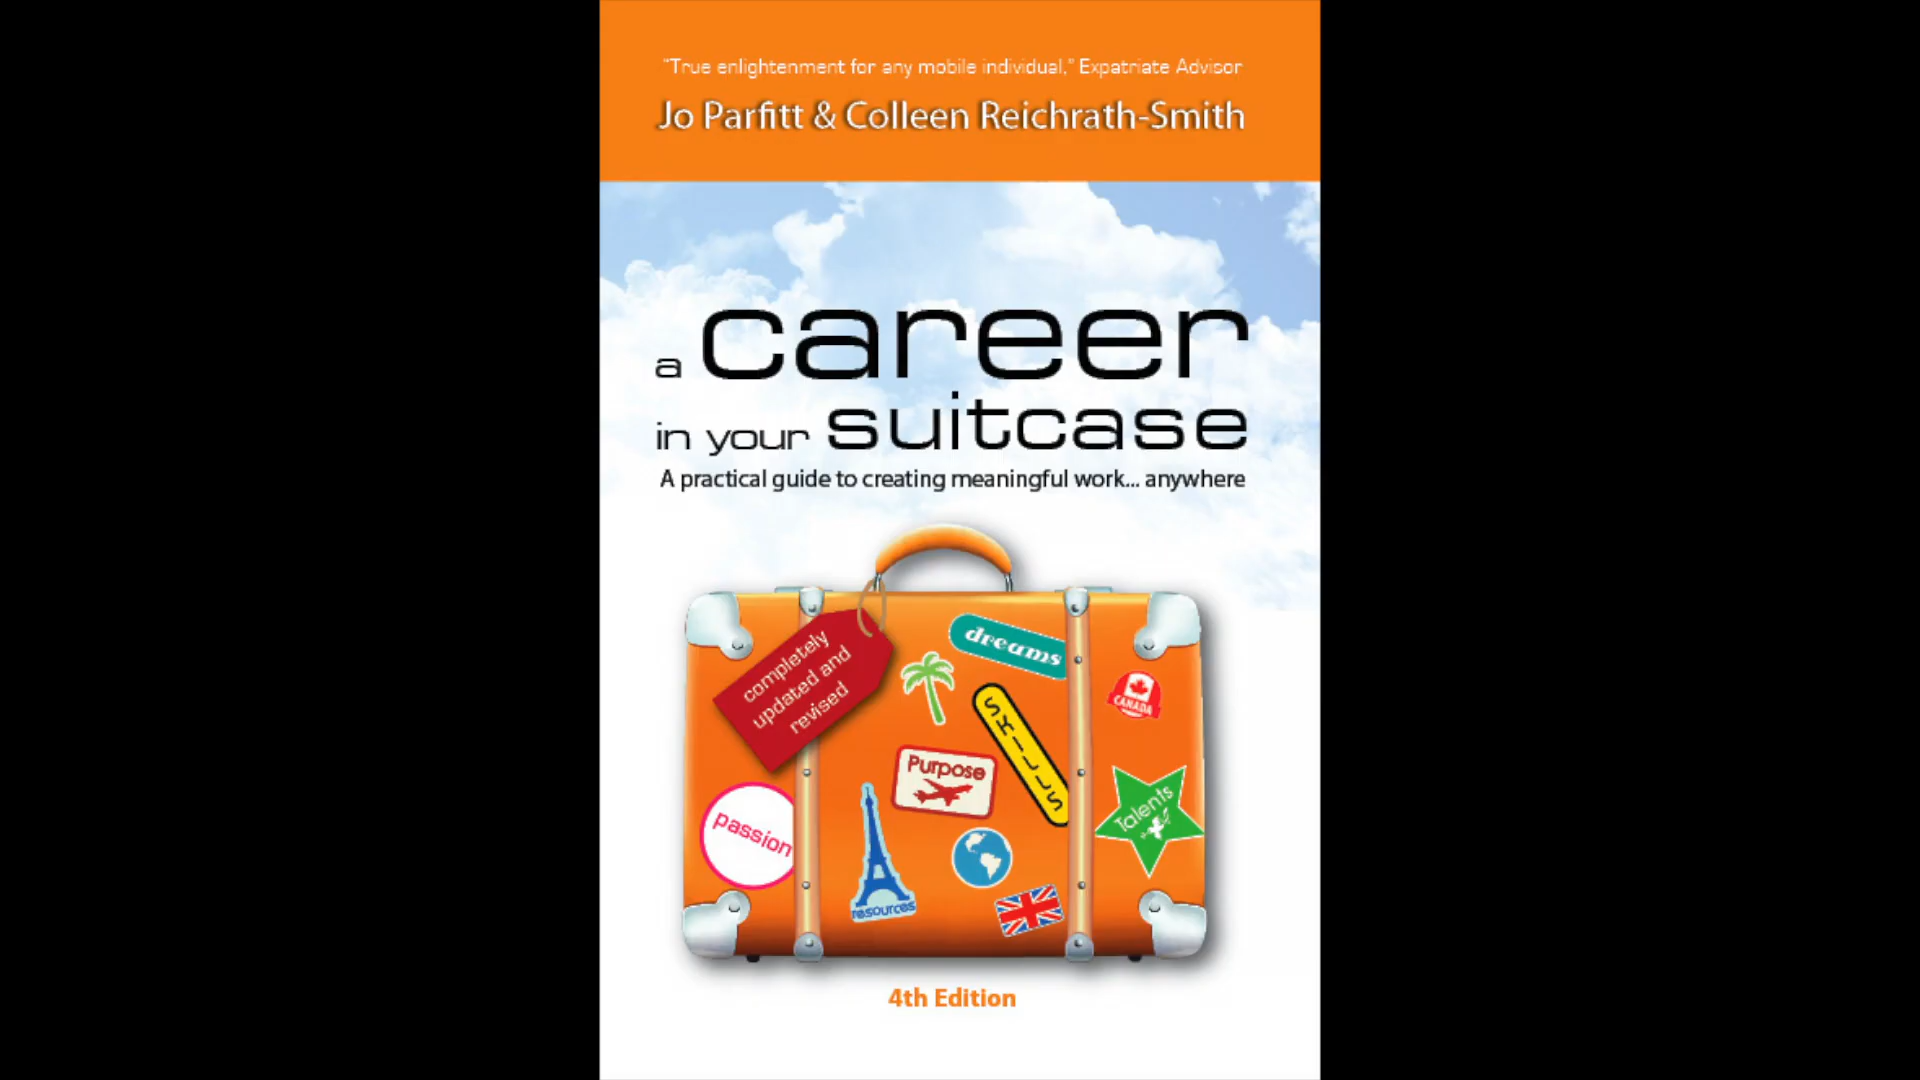 "True enlightenment for any mobile individual," Expatriate Advisor
Jo Parfitt & Colleen Reichrath-Smith
a career
in your suitcase
A practical guide to creating meaningful work... anywhere
completely
updated and
revised
dreams
SKILLS
CANADA
Purpose
Talents
passion
resources
4th Edition